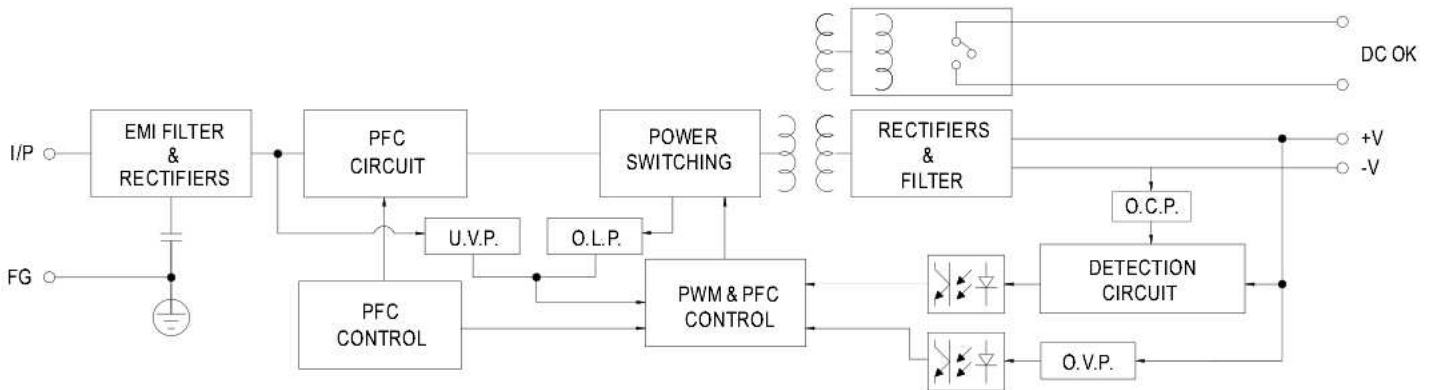 DC OK
I/P
EMI FILTER
&
RECTIFIERS
PFC
CIRCUIT
POWER
SWITCHING
RECTIFIERS
&
FILTER
+V
-V
O.C.P.
U.V.P.
O.L.P.
FG
PFC
CONTROL
PWM & PFC
CONTROL
DETECTION
CIRCUIT
O.V.P.